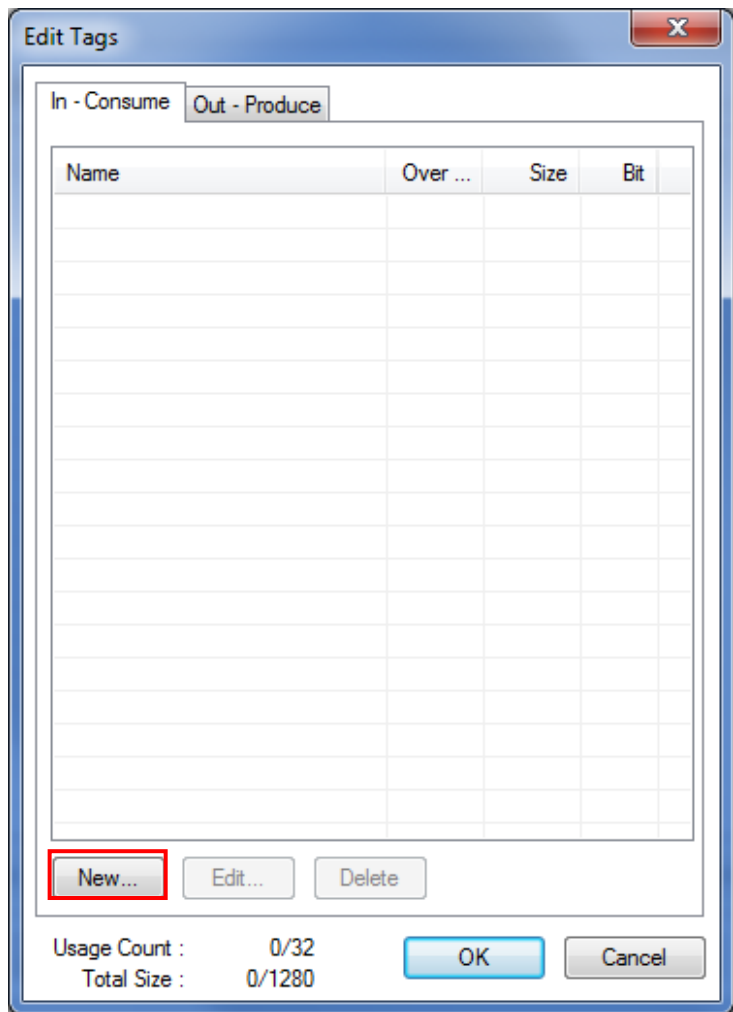 Edit Tags
In - Consume Out - Produce
Name Over ... Size Bit
New... Edit... Delete
Usage Count : 0/32
Total Size : 0/1280
OK Cancel